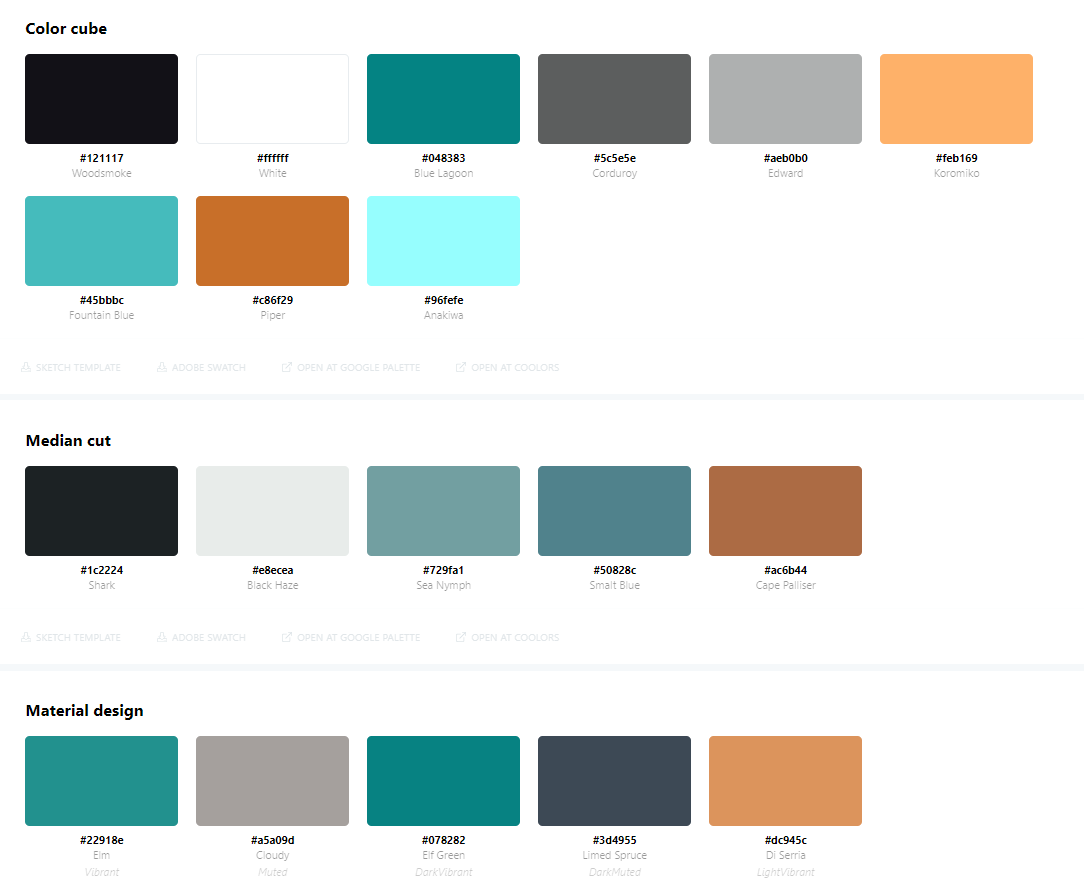 Color cube
#121117 #ffffff #048383 #5c5e5e #aeb0b0 #feb169
Woodsmoke White Blue Lagoon Corduroy Edward Koromiko
#45bbbc #c86f29 #96fefe
Fountain Blue Piper Anakiwa
SKETCH TEMPLATE ADOBE SWATCH OPEN AT GOOGLE PALETTE OPEN AT COOLORS
Median cut
#1c2224 #e8ecea #729fa1 #50828c #ac6b44
Shark Black Haze Sea Nymph Smalt Blue Cape Palliser
SKETCH TEMPLATE ADOBE SWATCH OPEN AT GOOGLE PALETTE OPEN AT COOLORS
Material design
#22918e #a5a09d #078282 #3d4955 #dc945c
Elm Cloudy Elf Green Limed Spruce Di Serria
Vibrant Muted DarkVibrant DarkMuted LightVibrant